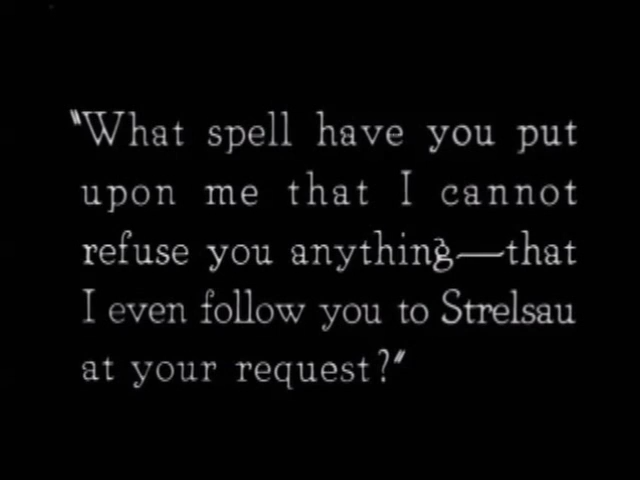 "What spell have you put
upon me that I cannot
refuse you anything—that
I even follow you to Strelsau
at your request?"